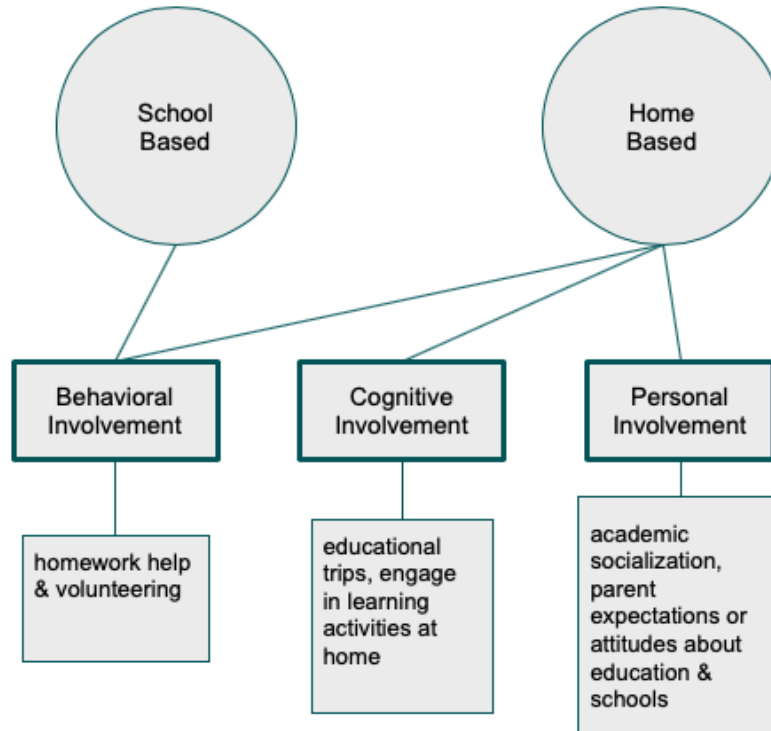 School
Based
Home
Based
Behavioral
Involvement
Cognitive
Involvement
Personal
Involvement
homework help
& volunteering
educational
trips, engage
in learning
activities at
home
academic
socialization,
parent
expectations or
attitudes about
education &
schools